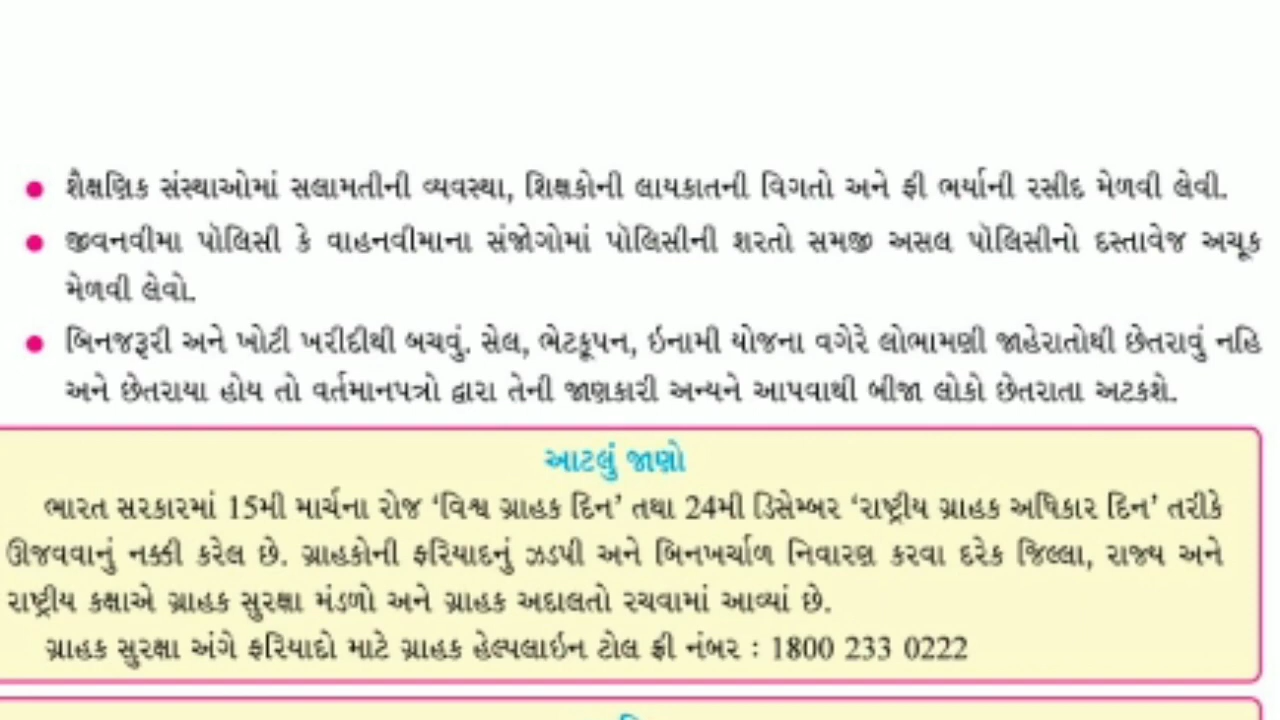 ● શૈક્ષણિક સંસ્થાઓમાં સલામતીની વ્યવસ્થા, શિક્ષકોની લાયકાતની વિગતો અને ફી ભર્યાની રસીદ મેળવી લેવી.
● જીવનવીમા પૉલિસી કે વાહનવીમાના સંજોગોમાં પૉલિસીની શરતો સમજી અસલ પૉલિસીનો દસ્તાવેજ અચૂક
મેળવી લેવો.
● બિનજરૂરી અને ખોટી ખરીદીથી બચવું. સેલ, ભેટકૂપન, ઇનામી યોજના વગેરે લોભામણી જાહેરાતોથી છેતરાવું નહિ
અને છેતરાયા હોય તો વર્તમાનપત્રો દ્વારા તેની જાણકારી અન્યને આપવાથી બીજા લોકો છેતરાતા અટકશે.
આટલું જાણો
ભારત સરકારમાં 15મી માર્ચના રોજ ‘વિશ્વ ગ્રાહક દિન’ તથા 24મી ડિસેમ્બર ‘રાષ્ટ્રીય ગ્રાહક અધિકાર દિન’ તરીકે
ઊજવવાનું નક્કી કરેલ છે. ગ્રાહકોની ફરિયાદનું ઝડપી અને બિનખર્ચાળ નિવારણ કરવા દરેક જિલ્લા, રાજ્ય અને
રાષ્ટ્રીય કક્ષાએ ગ્રાહક સુરક્ષા મંડળો અને ગ્રાહક અદાલતો રચવામાં આવ્યાં છે.
ગ્રાહક સુરક્ષા અંગે ફરિયાદો માટે ગ્રાહક હેલ્પલાઇન ટોલ ફ્રી નંબર : 1800 233 0222